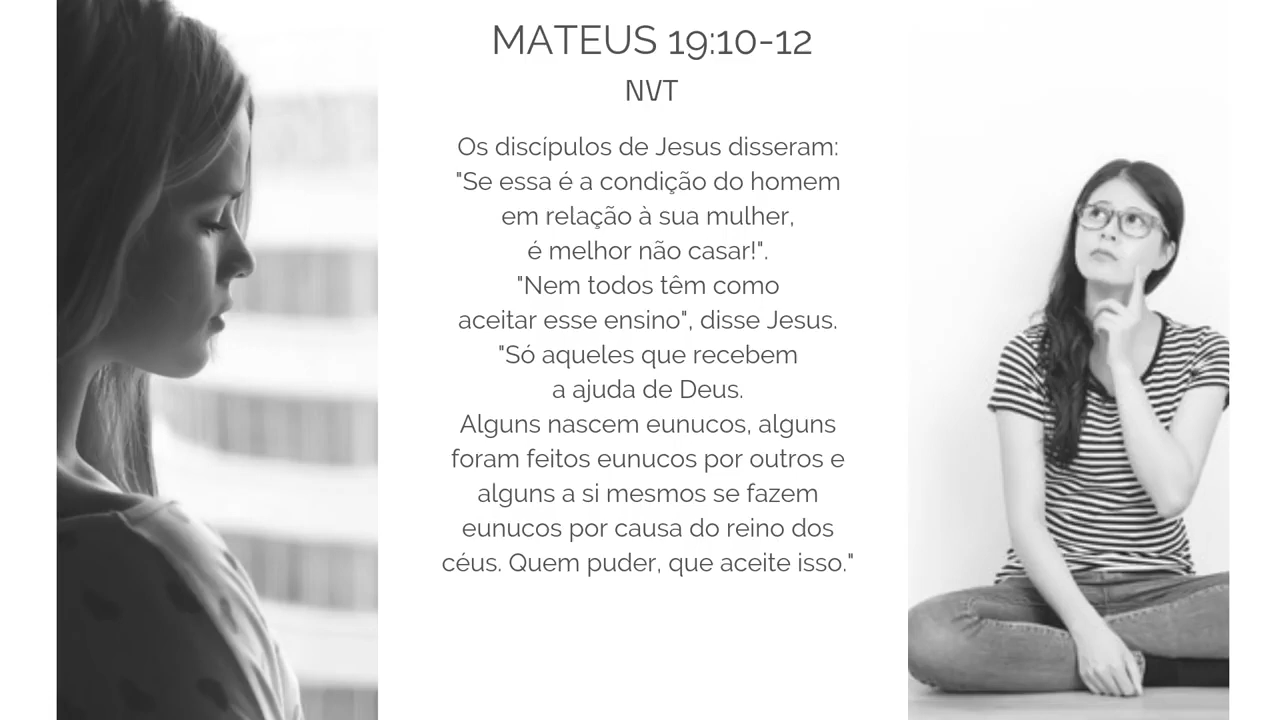 MATEUS 19:10-12
NVT
Os discípulos de Jesus disseram:
"Se essa é a condição do homem
em relação à sua mulher,
é melhor não casar!".
"Nem todos têm como
aceitar esse ensino", disse Jesus.
"Só aqueles que recebem
a ajuda de Deus.
Alguns nascem eunucos, alguns
foram feitos eunucos por outros e
alguns a si mesmos se fazem
eunucos por causa do reino dos
céus. Quem puder, que aceite isso."